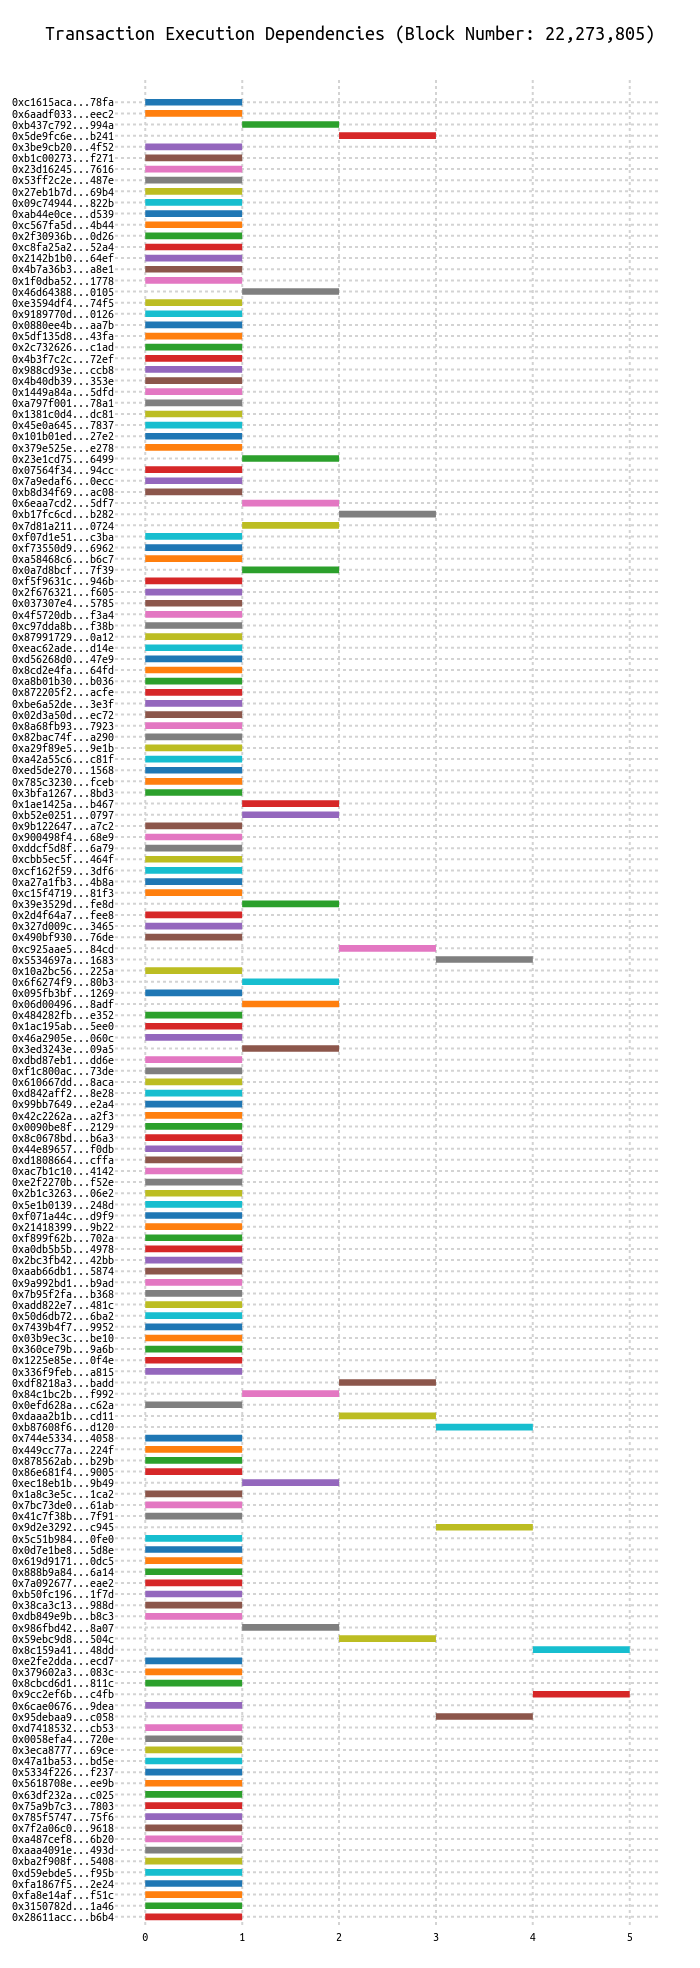 Transaction Execution Dependencies (Block Number: 22,273,805)
0xc1615aca...78fa
0x6aadf033...eec2
0xb437c792...994a
0x5de9fc6e...b241
0x3be9cb20...4f52
0xb1c00273...f271
0x23d16245...7616
0x53ff2c2e...487e
0x27eb1b7d...69b4
0x09c74944...822b
0xab44e0ce...d539
0xc567fa5d...4b44
0x2f30936b...0d26
0xc8fa25a2...52a4
0x2142b1b0...64ef
0x4b7a36b3...a8e1
0x1f0dba52...1778
0x46d64388...0105
0xe3594df4...74f5
0x9189770d...0126
0x0880ee4b...aa7b
0x5df135d8...43fa
0x2c732626...c1ad
0x4b3f7c2c...72ef
0x988cd93e...ccb8
0x4b40db39...353e
0x1449a84a...5dfd
0xa797f001...78a1
0x1381c0d4...dc81
0x45e0a645...7837
0x101b01ed...27e2
0x379e525e...e278
0x23e1cd75...6499
0x07564f34...94cc
0x7a9edaf6...0ecc
0xb8d34f69...ac08
0x6eaa7cd2...5df7
0xb17fc6cd...b282
0x7d81a211...0724
0xf07d1e51...c3ba
0xf73550d9...6962
0xa58468c6...b6c7
0x0a7d8bcf...7f39
0xf5f9631c...946b
0x2f676321...f605
0x037307e4...5785
0x4f5720db...f3a4
0xc97dda8b...f38b
0x87991729...0a12
0xeac62ade...d14e
0xd56268d0...47e9
0x8cd2e4fa...64fd
0xa8b01b30...b036
0x872205f2...acfe
0xbe6a52de...3e3f
0x02d3a50d...ec72
0x8a68fb93...7923
0x82bac74f...a290
0xa29f89e5...9e1b
0xa42a55c6...c81f
0xed5de270...1568
0x785c3230...fceb
0x3bfa1267...8bd3
0x1ae1425a...b467
0xb52e0251...0797
0x9b122647...a7c2
0x900498f4...68e9
0xddcf5d8f...6a79
0xcbb5ec5f...464f
0xcf162f59...3df6
0xa27a1fb3...4b8a
0xc15f4719...81f3
0x39e3529d...fe8d
0x2d4f64a7...fee8
0x327d009c...3465
0x490bf930...76de
0xc925aae5...84cd
0x5534697a...1683
0x10a2bc56...225a
0x6f6274f9...80b3
0x095fb3bf...1269
0x06d00496...8adf
0x484282fb...e352
0x1ac195ab...5ee0
0x46a2905e...060c
0x3ed3243e...09a5
0xdbd87eb1...dd6e
0xf1c800ac...73de
0x610667dd...8aca
0xd842aff2...8e28
0x99bb7649...e2a4
0x42c2262a...a2f3
0x0090be8f...2129
0x8c0678bd...b6a3
0x44e89657...f0db
0xd1808664...cffa
0xac7b1c10...4142
0xe2f2270b...f52e
0x2b1c3263...06e2
0x5e1b0139...248d
0xf071a44c...d9f9
0x21418399...9b22
0xf899f62b...702a
0xa0db5b5b...4978
0x2bc3fb42...42bb
0xaab66db1...5874
0x9a992bd1...b9ad
0x7b95f2fa...b368
0xadd822e7...481c
0x50d6db72...6ba2
0x7439b4f7...9952
0x03b9ec3c...be10
0x360ce79b...9a6b
0x1225e85e...0f4e
0x336f9feb...a815
0xdf8218a3...badd
0x84c1bc2b...f992
0x0efd628a...c62a
0xdaaa2b1b...cd11
0xb87608f6...d120
0x744e5334...4058
0x449cc77a...224f
0x878562ab...b29b
0x86e681f4...9005
0xec18eb1b...9b49
0x1a8c3e5c...1ca2
0x7bc73de0...61ab
0x41c7f38b...7f91
0x9d2e3292...c945
0x5c51b984...0fe0
0x0d7e1be8...5d8e
0x619d9171...0dc5
0x888b9a84...6a14
0x7a092677...eae2
0xb50fc196...1f7d
0x38ca3c13...988d
0xdb849e9b...b8c3
0x986fbd42...8a07
0x59ebc9d8...504c
0x8c159a41...48dd
0xe2fe2dda...ecd7
0x379602a3...083c
0x8cbcd6d1...811c
0x9cc2ef6b...c4fb
0x6cae0676...9dea
0x95debaa9...c058
0xd7418532...cb53
0x0058efa4...720e
0x3eca8777...69ce
0x47a1ba53...bd5e
0x5334f226...f237
0x5618708e...ee9b
0x63df232a...c025
0x75a9b7c3...7803
0x785f5747...75f6
0x7f2a06c0...9618
0xa487cef8...6b20
0xaaa4091e...493d
0xba2f908f...5408
0xd59ebde5...f95b
0xfa1867f5...2e24
0xfa8e14af...f51c
0x3150782d...1a46
0x28611acc...b6b4
0 1 2 3 4 5